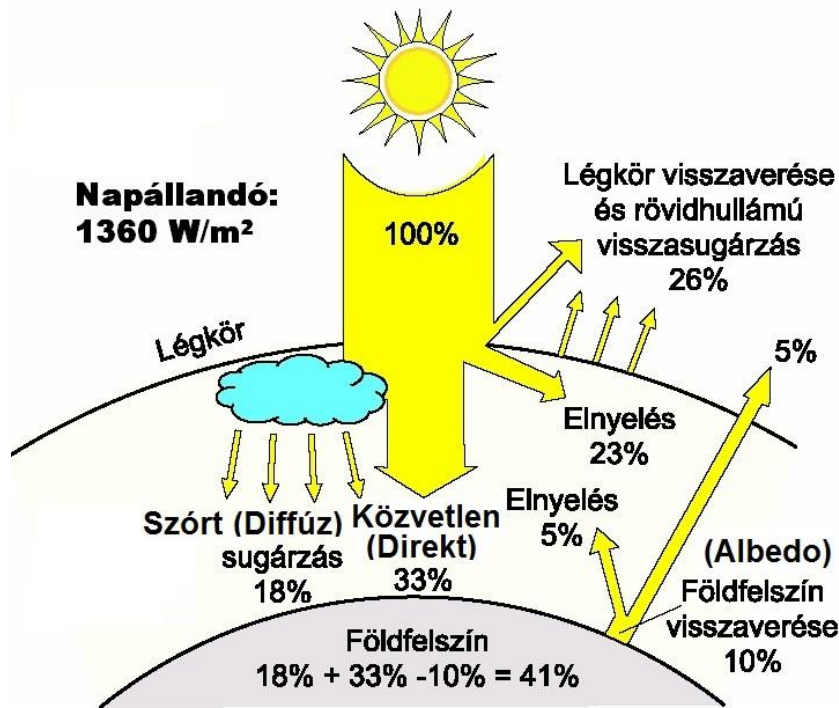 Napállandó:
1360 W/m²
100%
Légkör visszaverése
és rövidhullámú
visszasugárzás
26%
Légkör
5%
Elnyelés
23%
Elnyelés
5%
Szórt (Diffúz)
sugárzás
18%
Közvetlen
(Direkt)
33%
(Albedo)
Földfelszín
visszaverése
10%
Földfelszín
18% + 33% -10% = 41%